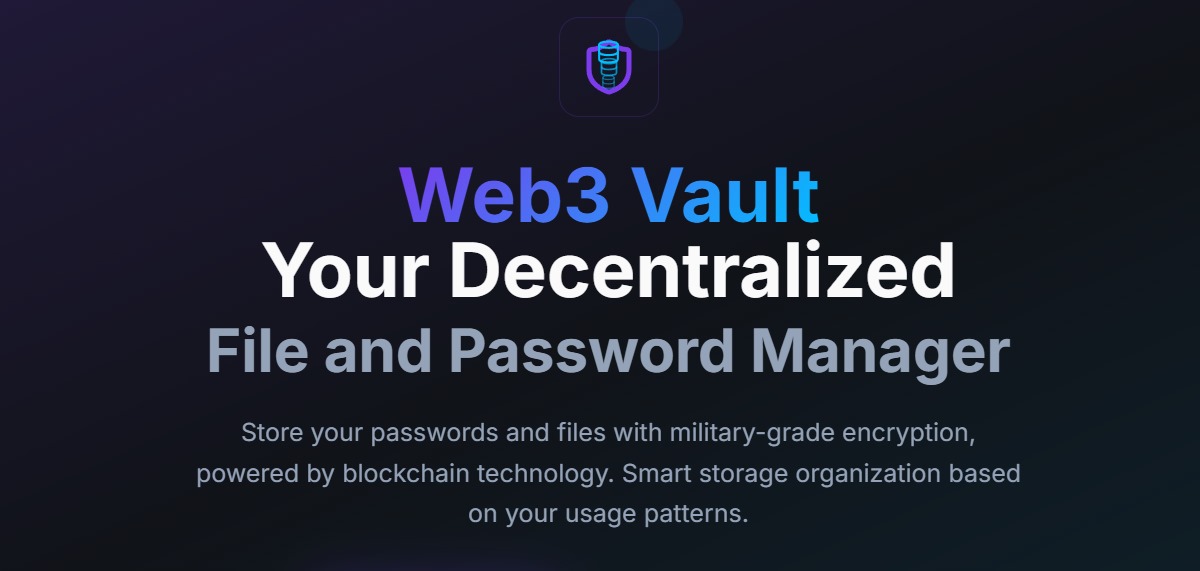 Web3 Vault
Your Decentralized
File and Password Manager
Store your passwords and files with military-grade encryption,
powered by blockchain technology. Smart storage organization based
on your usage patterns.